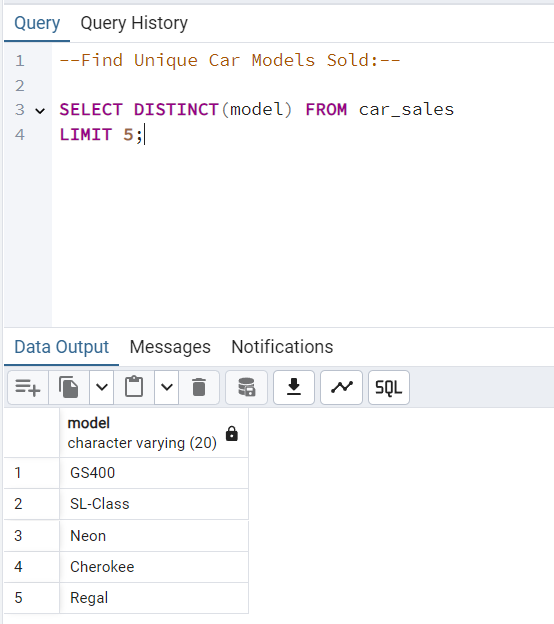 Query Query History
1 --Find Unique Car Models Sold:--
2
3 SELECT DISTINCT(model) FROM car_sales
4 LIMIT 5;
Data Output Messages Notifications
SQL
model
character varying (20)
1 GS400
2 SL-Class
3 Neon
4 Cherokee
5 Regal